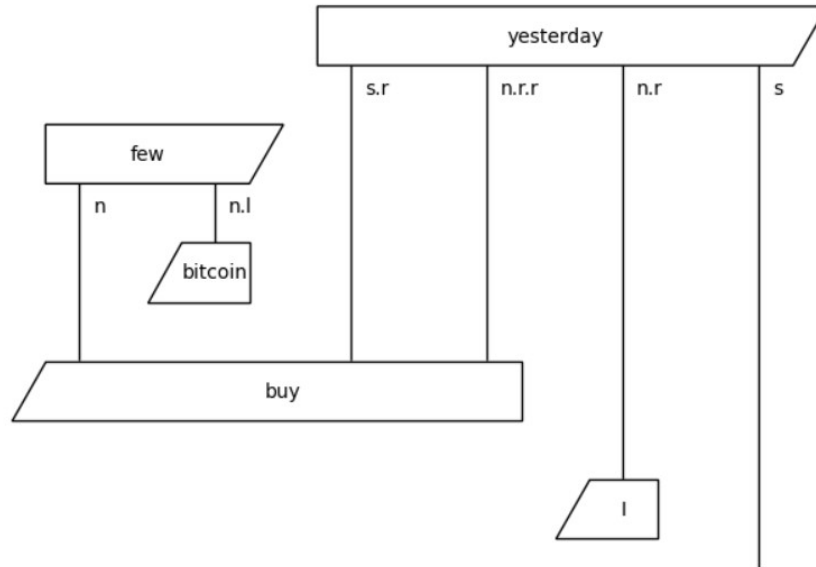 yesterday
s.r n.r.r n.r s
few
n n.l
bitcoin
buy
I